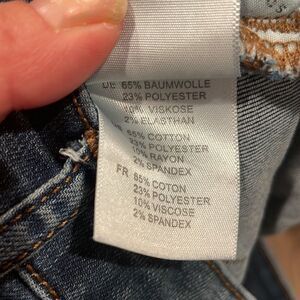 DE 65% BAUMWOLLE
23% POLYESTER
10% VISKOSE
2% ELASTHAN
65% COTTON
23% POLYESTER
10% RAYON
2% SPANDEX
FR 65% COTON
23% POLYESTER
10% VISCOSE
2% SPANDEX